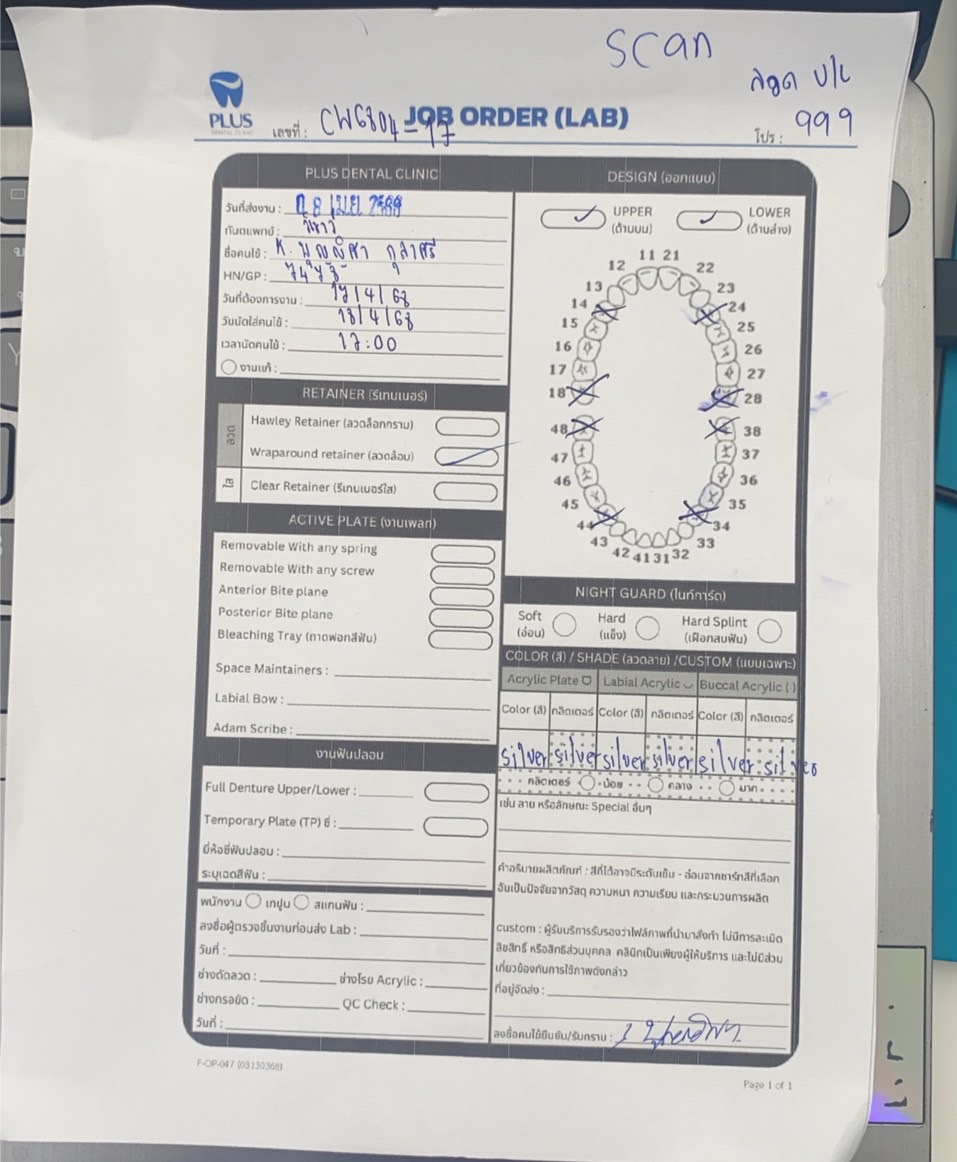 scan
ลวด U/L
PLUS
DENTAL CLINIC
เลขที่ : CW6804-17
JOB ORDER (LAB)
โปร : 999
PLUS DENTAL CLINIC
วันที่ส่งงาน : 08 เม.ย. 2568
ทันตแพทย์ :
ชื่อคนไข้ : K.
HN/GP :
วันที่ต้องการงาน : 17/4/68
วันนัดใส่คนไข้ : 18/4/68
เวลานัดคนไข้ : 17:00
งานแก้ :
RETAINER (รีเทนเนอร์)
ลวด
Hawley Retainer (ลวดล็อกกราม)
Wraparound retainer (ลวดล้อม)
ใส
Clear Retainer (รีเทนเนอร์ใส)
ACTIVE PLATE (งานเพลท)
Removable With any spring
Removable With any screw
Anterior Bite plane
Posterior Bite plane
Bleaching Tray (ถาดฟอกสีฟัน)
Space Maintainers :
Labial Bow :
Adam Scribe :
งานฟันปลอม
Full Denture Upper/Lower :
Temporary Plate (TP) ซี่ :
ยี่ห้อซี่ฟันปลอม :
ระบุเฉดสีฟัน :
พนักงาน เทปูน สแกนฟัน :
ลงชื่อผู้ตรวจชิ้นงานก่อนส่ง Lab :
วันที่ :
ช่างดัดลวด : ช่างโรย Acrylic :
ช่างกรอขัด : QC Check :
วันที่ :
DESIGN (ออกแบบ)
UPPER (ด้านบน)
LOWER (ด้านล่าง)
11 21
12 22
13 23
14 24
15 25
16 26
17 27
18 28
48 38
47 37
46 36
45 35
44 34
43 33
42 41 31 32
NIGHT GUARD (ไนท์การ์ด)
Soft (อ่อน)
Hard (แข็ง)
Hard Splint (เฝือกสบฟัน)
COLOR (สี) / SHADE (ลวดลาย) /CUSTOM (แบบเฉพาะ)
Acrylic Plate Labial Acrylic Buccal Acrylic ( )
Color (สี) กลิตเตอร์ Color (สี) กลิตเตอร์ Color (สี) กลิตเตอร์
silver silver silver silver silver silver
กลิตเตอร์ น้อย กลาง มาก
เช่น ลาย หรือลักษณะ Special อื่นๆ
คำอธิบายผลิตภัณฑ์ : สีที่ได้อาจมีระดับเข้ม - อ่อนจากชาร์ทสีที่เลือก
อันเป็นปัจจัยจากวัสดุ ความหนา ความเรียบ และกระบวนการผลิต
custom : ผู้รับบริการรับรองว่าไฟล์ภาพที่นำมาสั่งทำ ไม่มีการละเมิด
ลิขสิทธิ์ หรือสิทธิส่วนบุคคล คลินิกเป็นเพียงผู้ให้บริการ และไม่มีส่วน
เกี่ยวข้องกับการใช้ภาพดังกล่าว
ที่อยู่จัดส่ง :
ลงชื่อคนไข้ยืนยัน/รับทราบ :
F-OP-047 (03130368)
Page 1 of 1